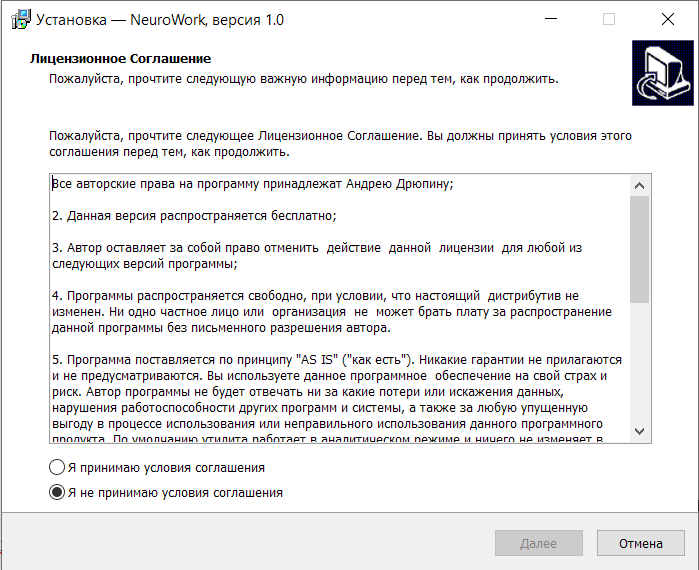 Установка — NeuroWork, версия 1.0
Лицензионное Соглашение
Пожалуйста, прочтите следующую важную информацию перед тем, как продолжить.
Пожалуйста, прочтите следующее Лицензионное Соглашение. Вы должны принять условия этого
соглашения перед тем, как продолжить.
Все авторские права на программу принадлежат Андрею Дрюпину;
2. Данная версия распространяется бесплатно;
3. Автор оставляет за собой право отменить действие данной лицензии для любой из
следующих версий программы;
4. Программы распространяется свободно, при условии, что настоящий дистрибутив не
изменен. Ни одно частное лицо или организация не может брать плату за распространение
данной программы без письменного разрешения автора.
5. Программа поставляется по принципу "AS IS" ("как есть"). Никакие гарантии не прилагаются
и не предусматриваются. Вы используете данное программное обеспечение на свой страх и
риск. Автор программы не будет отвечать ни за какие потери или искажения данных,
нарушения работоспособности других программ и системы, а также за любую упущенную
выгоду в процессе использования или неправильного использования данного программного
продукта. По умолчанию утилита работает в аналитическом режиме и ничего не изменяет в
Я принимаю условия соглашения
Я не принимаю условия соглашения
Далее
Отмена